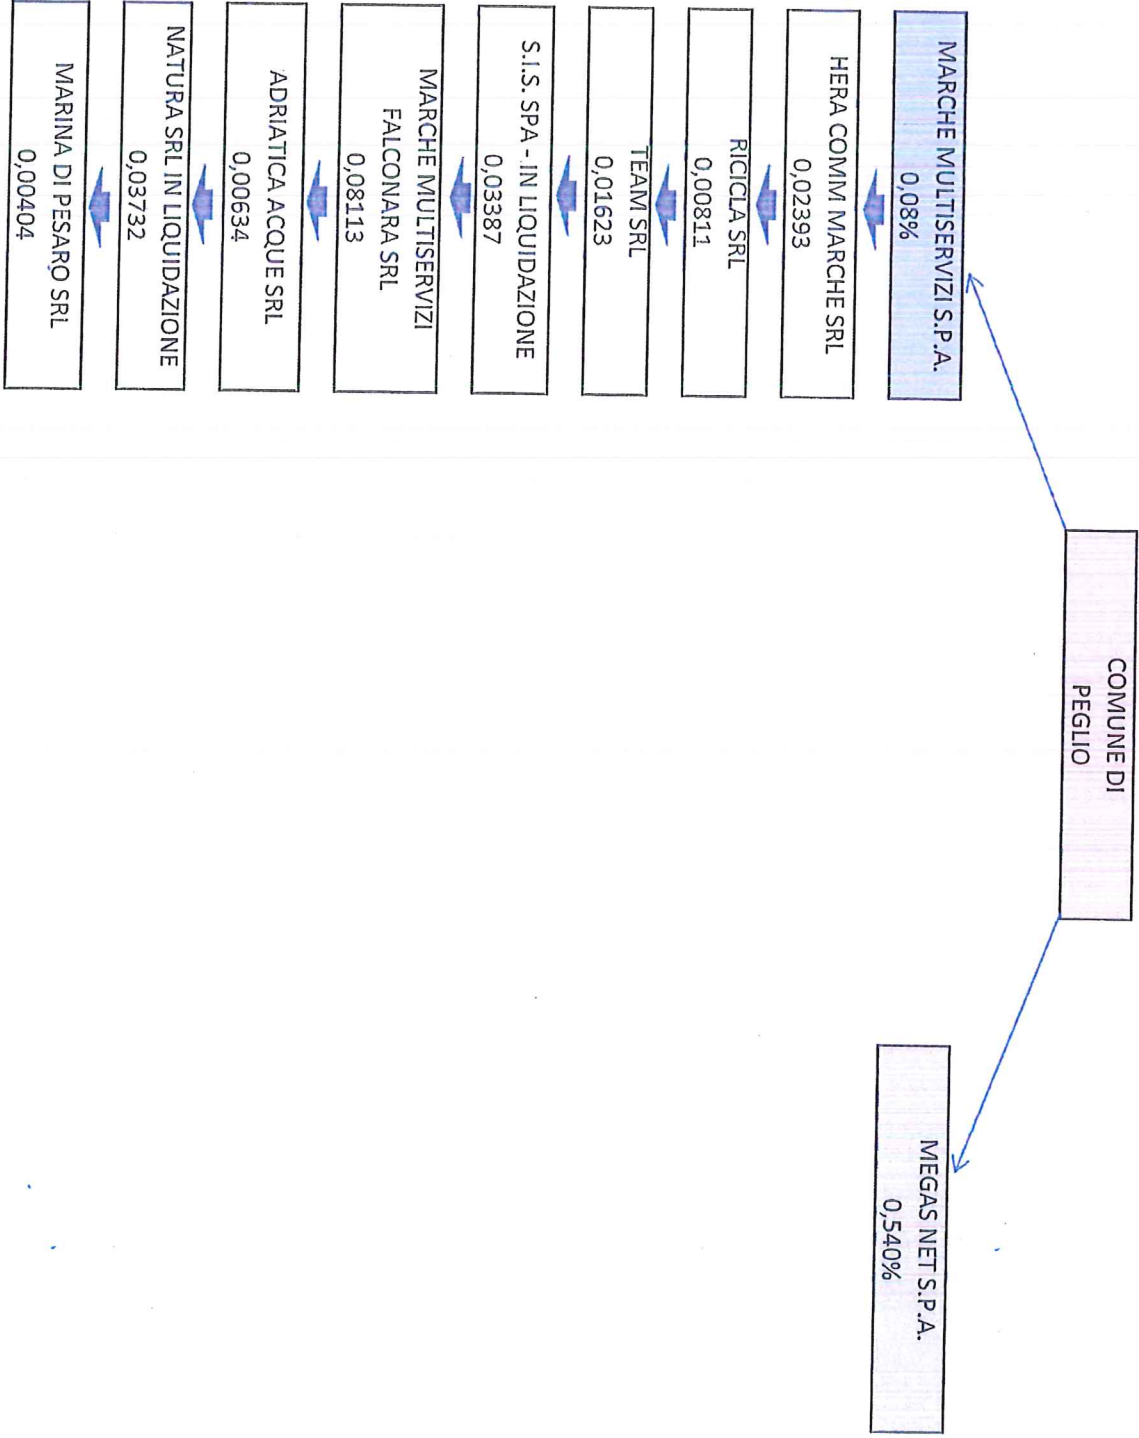 COMUNE DI
PEGLIO
MARCHE MULTISERVIZI S.P.A.
0,08%
HERA COMM MARCHE SRL
0,02393
RICICLA SRL
0,00811
TEAM SRL
0,01623
S.I.S. SPA - IN LIQUIDAZIONE
0,03387
MARCHE MULTISERVIZI
FALCONARA SRL
0,08113
ADRIATICA ACQUE SRL
0,00634
NATURA SRL IN LIQUIDAZIONE
0,03732
MARINA DI PESARO SRL
0,00404
MEGAS NET S.P.A.
0,540%